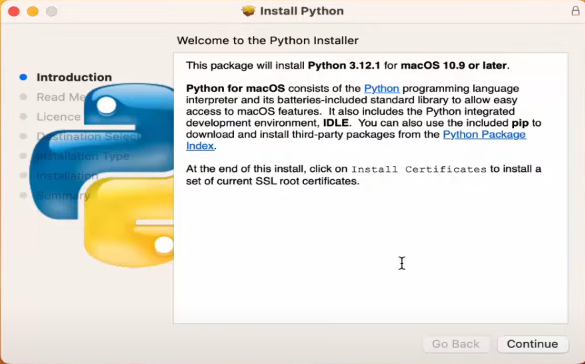 Install Python
Welcome to the Python Installer
Introduction
Read Me
Licence
Destination Select
Installation Type
Installation
Summary
This package will install Python 3.12.1 for macOS 10.9 or later.
Python for macOS consists of the Python programming language
interpreter and its batteries-included standard library to allow easy
access to macOS features. It also includes the Python integrated
development environment, IDLE. You can also use the included pip to
download and install third-party packages from the Python Package
Index.
At the end of this install, click on Install Certificates to install a
set of current SSL root certificates.
Go Back
Continue